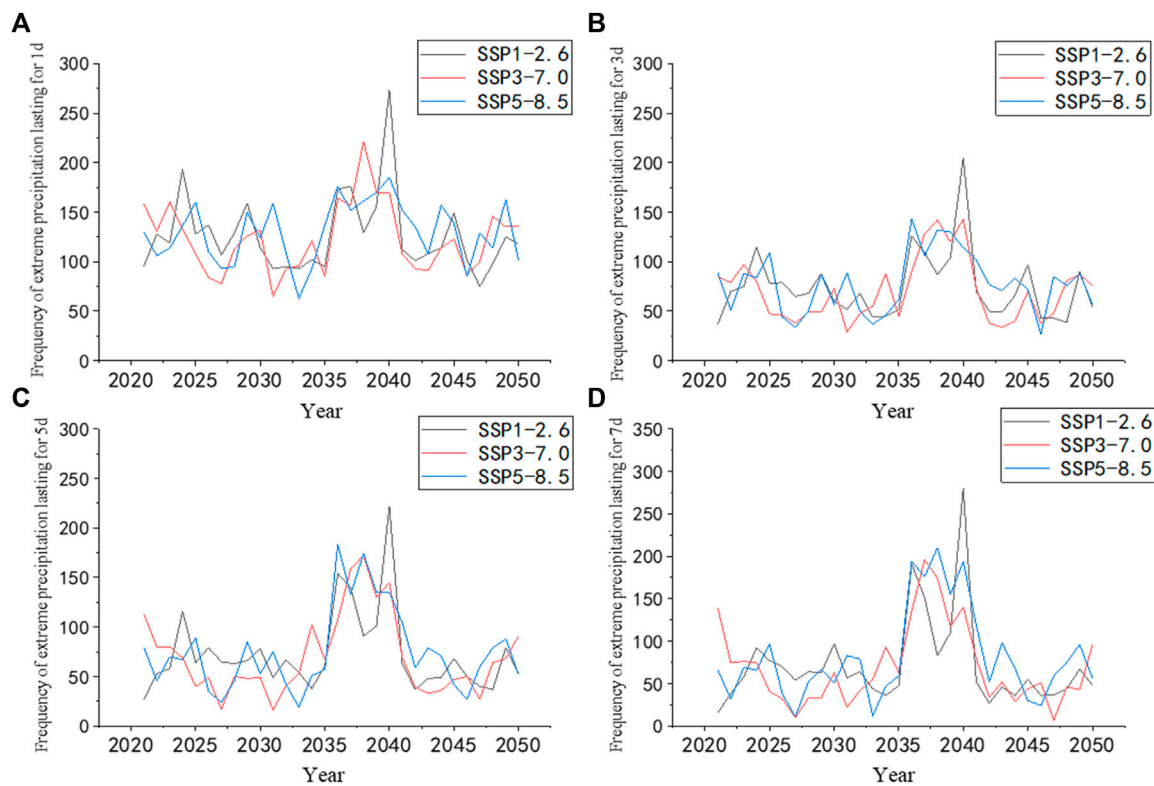 A
Frequency of extreme precipitation lasting for 1d
300
250
200
150
100
50
0
SSP1-2.6
SSP3-7.0
SSP5-8.5
2020 2025 2030 2035 2040 2045 2050
Year
B
Frequency of extreme precipitation lasting for 3d
300
250
200
150
100
50
0
SSP1-2.6
SSP3-7.0
SSP5-8.5
2020 2025 2030 2035 2040 2045 2050
Year
C
Frequency of extreme precipitation lasting for 5d
300
250
200
150
100
50
0
SSP1-2.6
SSP3-7.0
SSP5-8.5
2020 2025 2030 2035 2040 2045 2050
Year
D
Frequency of extreme precipitation lasting for 7d
350
300
250
200
150
100
50
0
SSP1-2.6
SSP3-7.0
SSP5-8.5
2020 2025 2030 2035 2040 2045 2050
Year